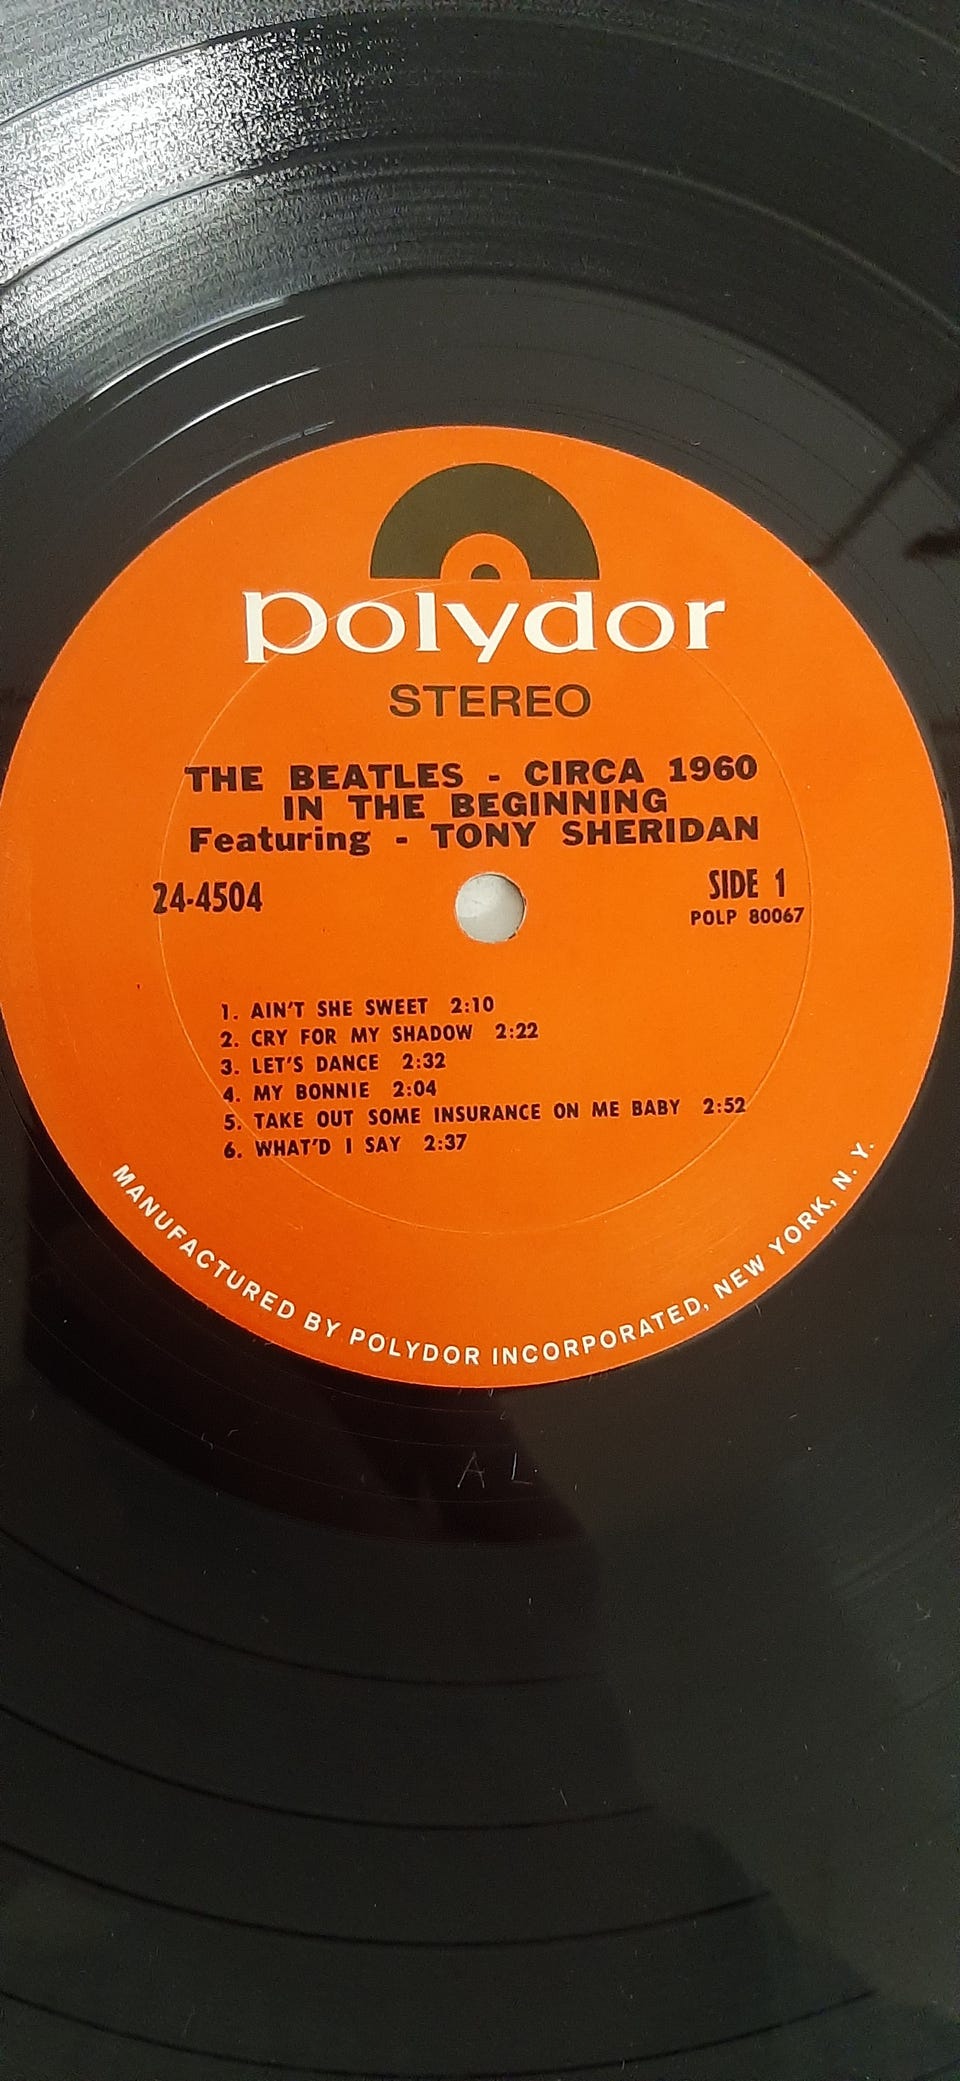 polydor
STEREO
THE BEATLES - CIRCA 1960
IN THE BEGINNING
Featuring - TONY SHERIDAN
24-4504
SIDE 1
POLP 80067
1. AIN'T SHE SWEET 2:10
2. CRY FOR MY SHADOW 2:22
3. LET'S DANCE 2:32
4. MY BONNIE 2:04
5. TAKE OUT SOME INSURANCE ON ME BABY 2:52
6. WHAT'D I SAY 2:37
MANUFACTURED BY POLYDOR INCORPORATED, NEW YORK, N. Y.
A L